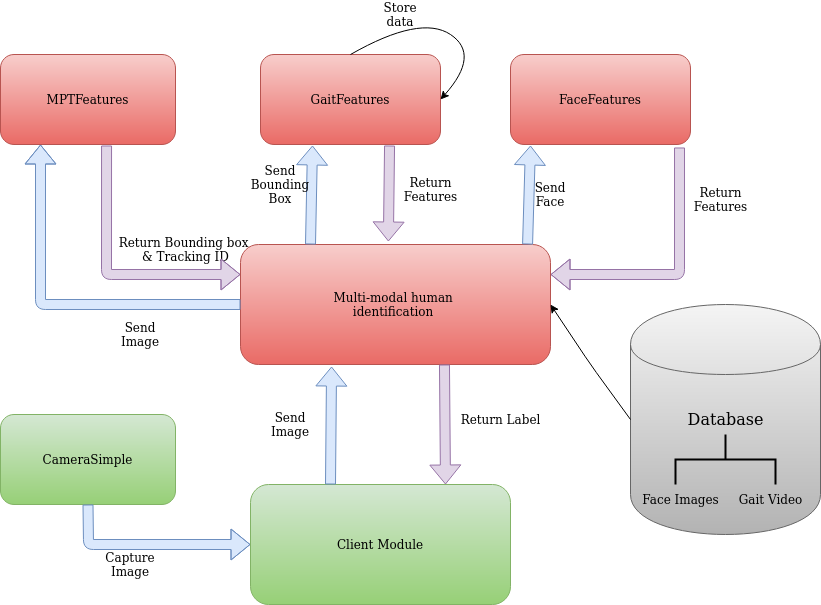 Store
data
MPTFeatures
GaitFeatures
FaceFeatures
Send
Bounding
Box
Return
Features
Send
Face
Return
Features
Return Bounding box
& Tracking ID
Multi-modal human
identification
Send
Image
Database
Face Images
Gait Video
Send
Image
Return Label
CameraSimple
Client Module
Capture
Image